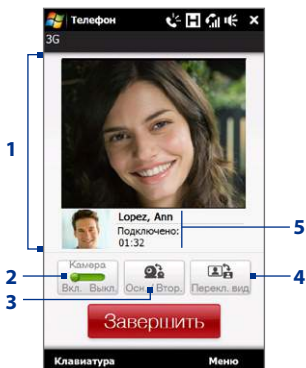 Телефон
3G
1
Lopez, Ann
Подключено:
01:32
5
Камера
Вкл. Выкл.
Осн./Втор.
Перекл. вид
2
3
4
Завершить
Клавиатура Меню